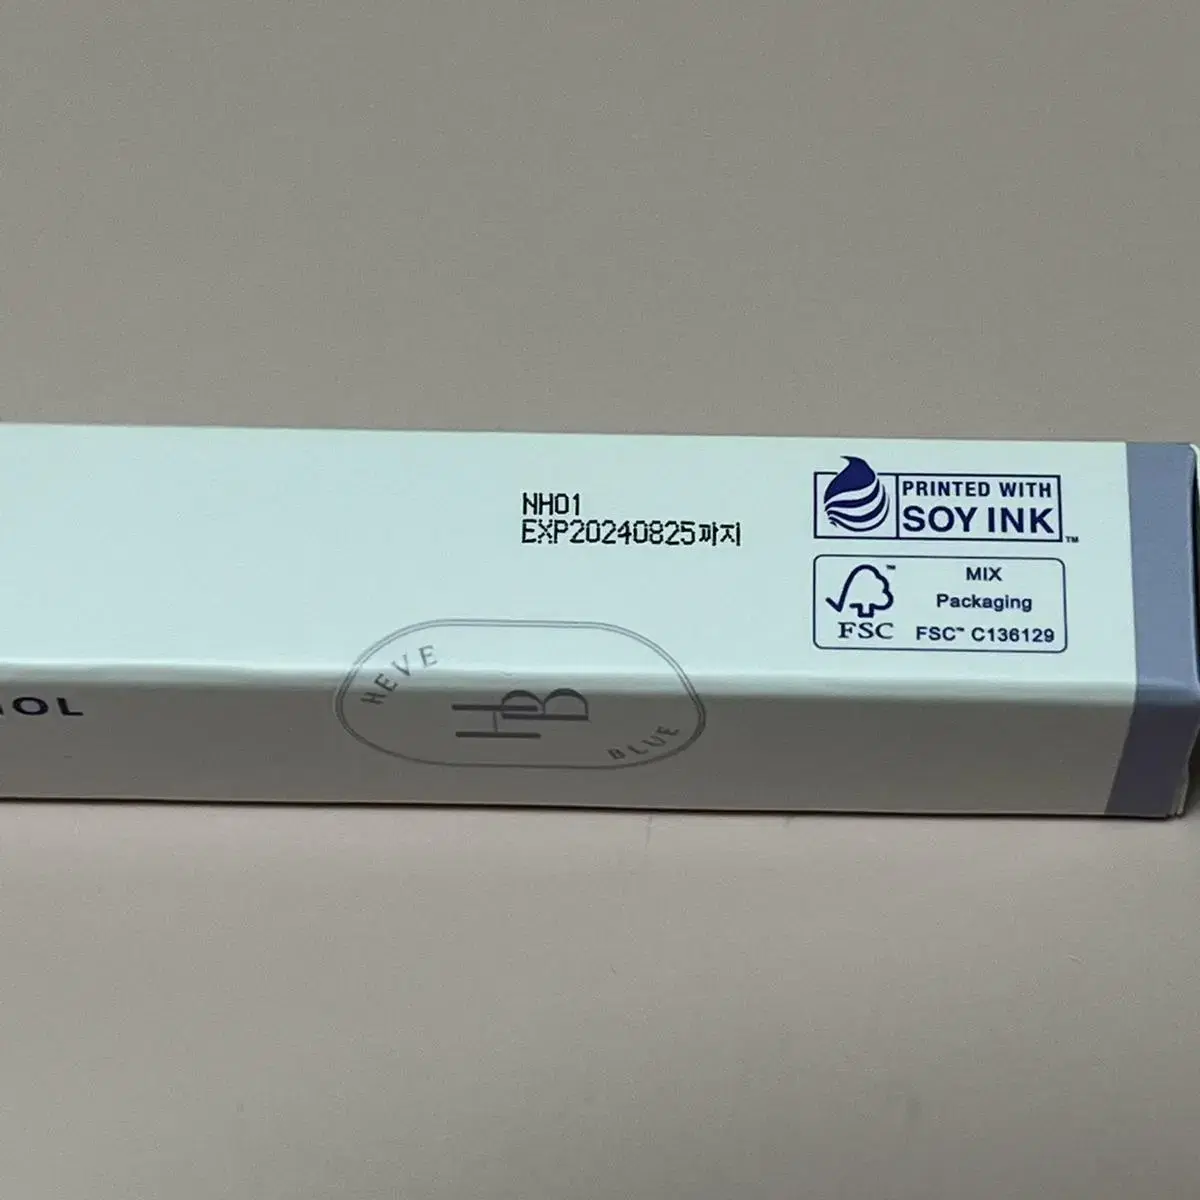 NH01
EXP20240825까지
PRINTED WITH
SOY INK
TM
FSC
TM
MIX
Packaging
FSC™ C136129
HEVE
HB
BLUE